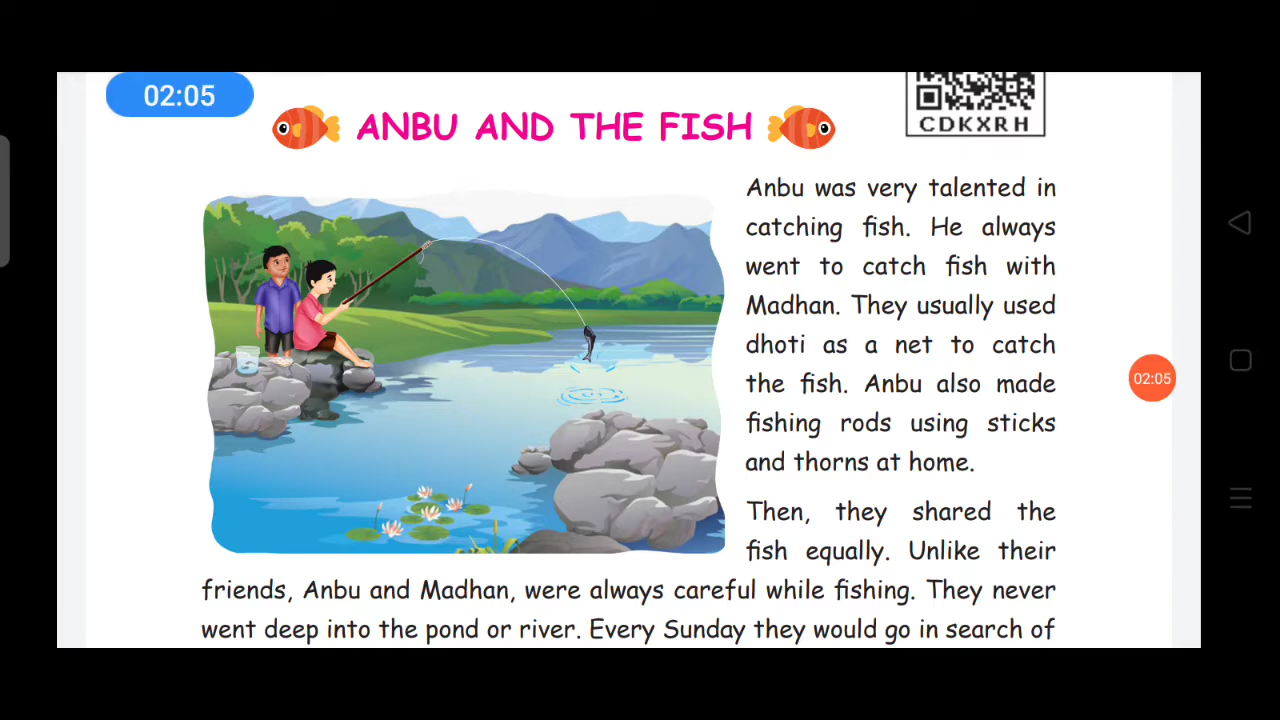 02:05
CDKXRH
ANBU AND THE FISH
Anbu was very talented in
catching fish. He always
went to catch fish with
Madhan. They usually used
dhoti as a net to catch
the fish. Anbu also made
fishing rods using sticks
and thorns at home.
Then, they shared the
fish equally. Unlike their
friends, Anbu and Madhan, were always careful while fishing. They never
went deep into the pond or river. Every Sunday they would go in search of
02:05